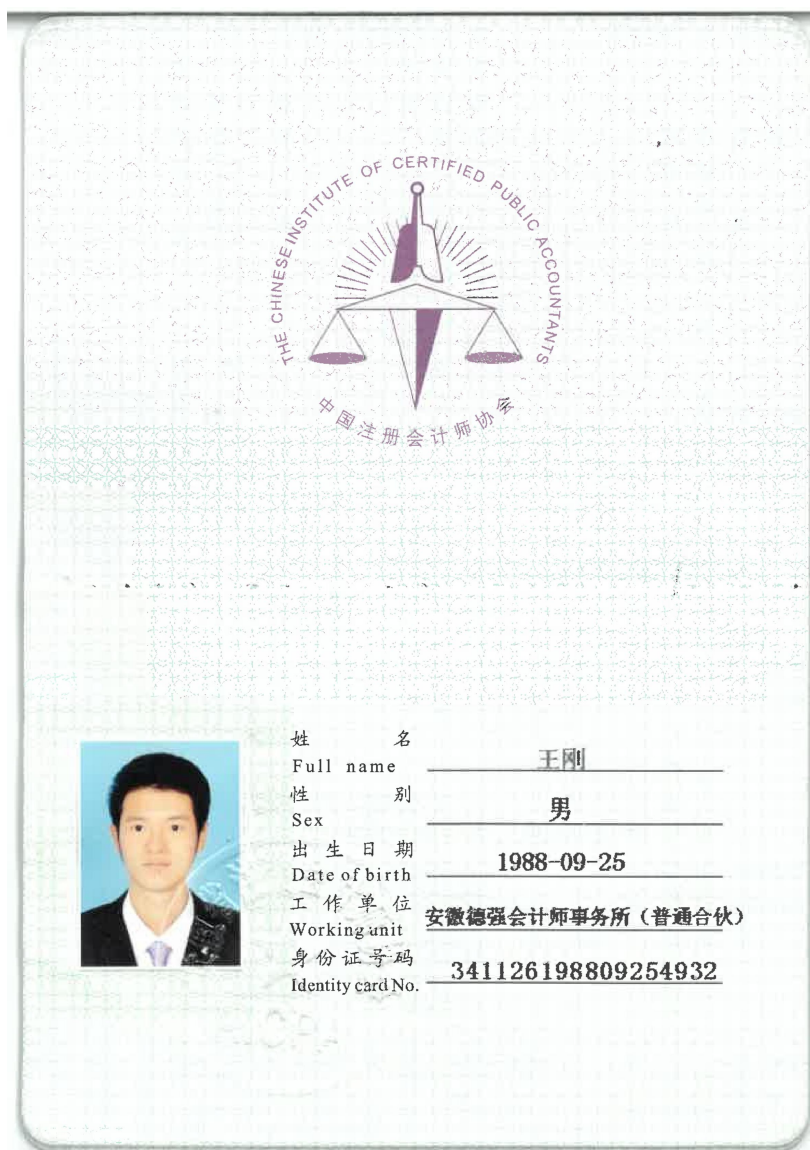 THE CHINESE INSTITUTE OF CERTIFIED PUBLIC ACCOUNTANTS
中国注册会计师协会
姓 名 王刚
Full name
性 别 男
Sex
出生日期 1988-09-25
Date of birth
工作单位 安徽德强会计师事务所（普通合伙）
Working unit
身份证号码 341126198809254932
Identity card No.